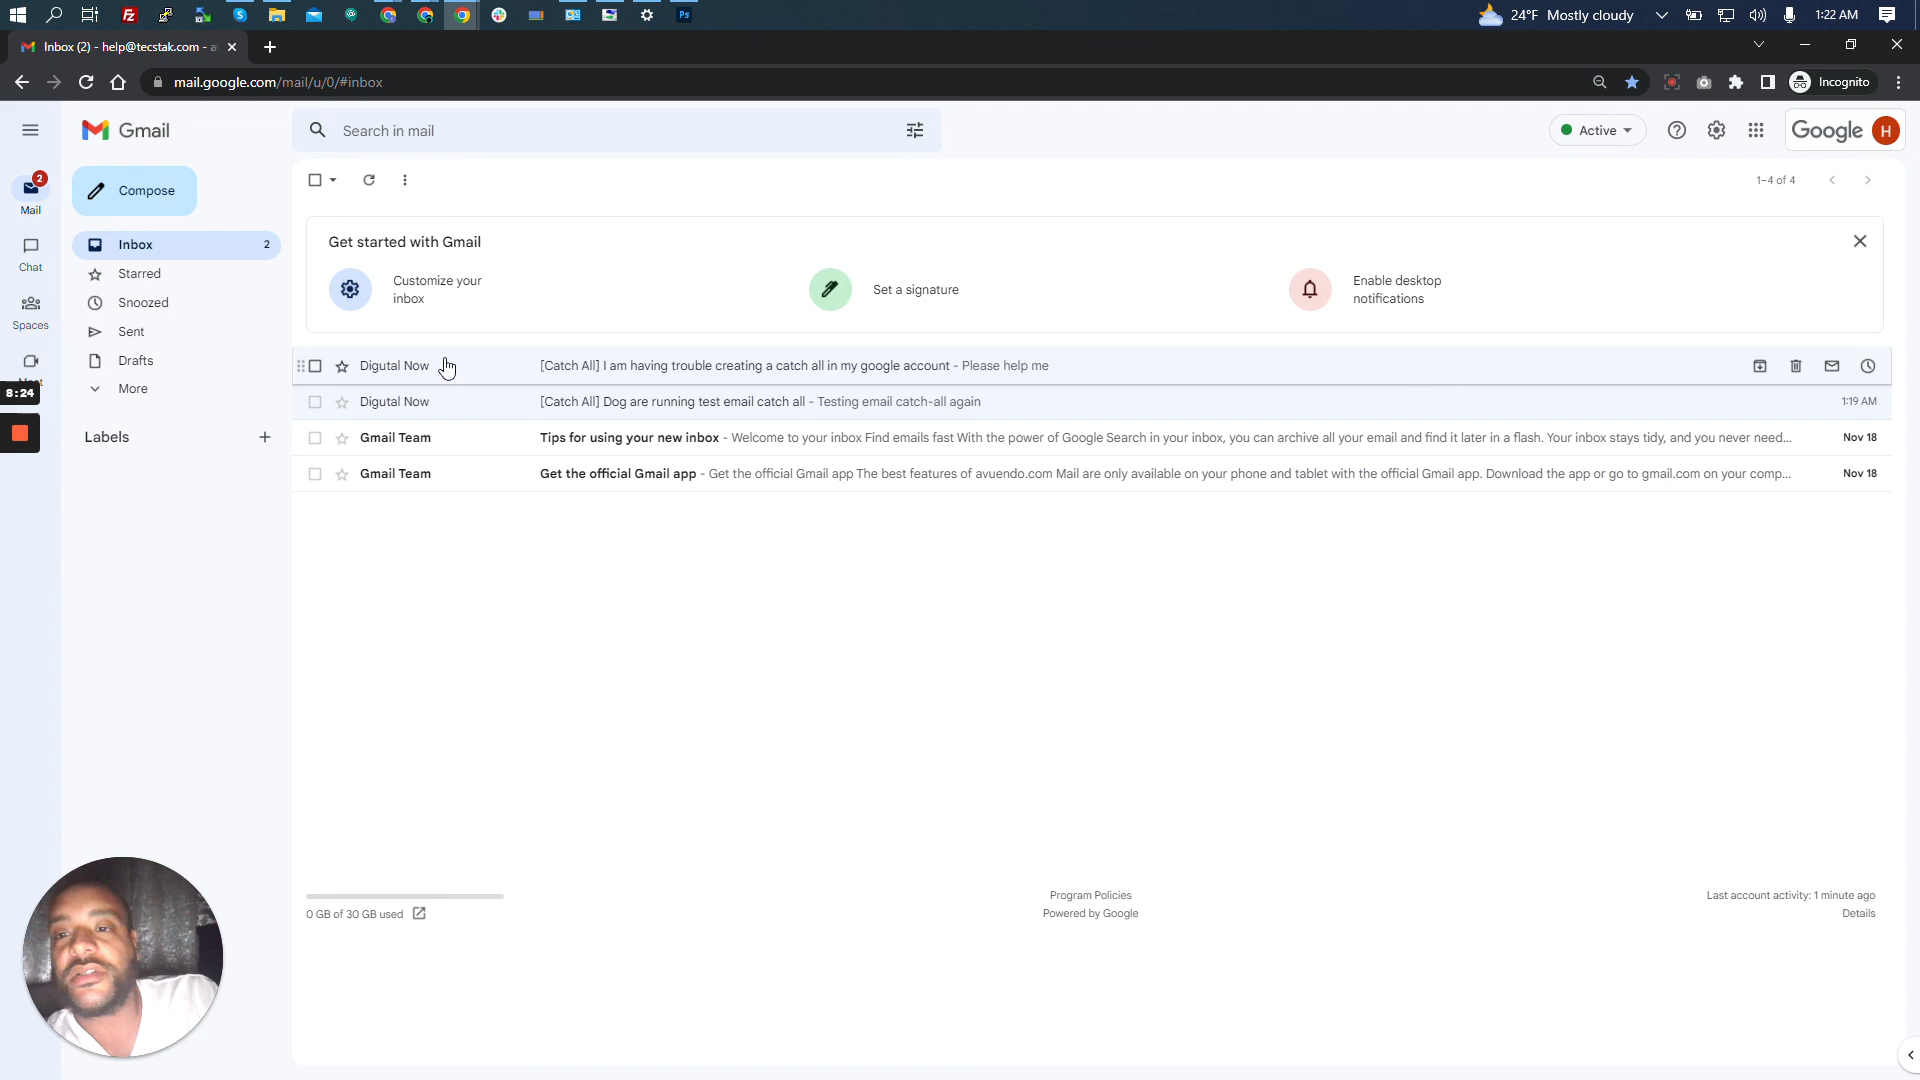 24°F Mostly cloudy
1:22 AM
Inbox (2) - help@tecstak.com - a
mail.google.com/mail/u/0/#inbox
Incognito
Gmail
Search in mail
Active
Google
H
2
Mail
Compose
1–4 of 4
Inbox 2
Get started with Gmail
Chat
Starred
Customize your
inbox
Set a signature
Enable desktop
notifications
Snoozed
Spaces
Sent
Drafts
Digutal Now [Catch All] I am having trouble creating a catch all in my google account - Please help me
8:24
More
Digutal Now [Catch All] Dog are running test email catch all - Testing email catch-all again 1:19 AM
Labels
Gmail Team Tips for using your new inbox - Welcome to your inbox Find emails fast With the power of Google Search in your inbox, you can archive all your email and find it later in a flash. Your inbox stays tidy, and you never need... Nov 18
Gmail Team Get the official Gmail app - Get the official Gmail app The best features of avuendo.com Mail are only available on your phone and tablet with the official Gmail app. Download the app or go to gmail.com on your comp... Nov 18
0 GB of 30 GB used
Program Policies
Powered by Google
Last account activity: 1 minute ago
Details